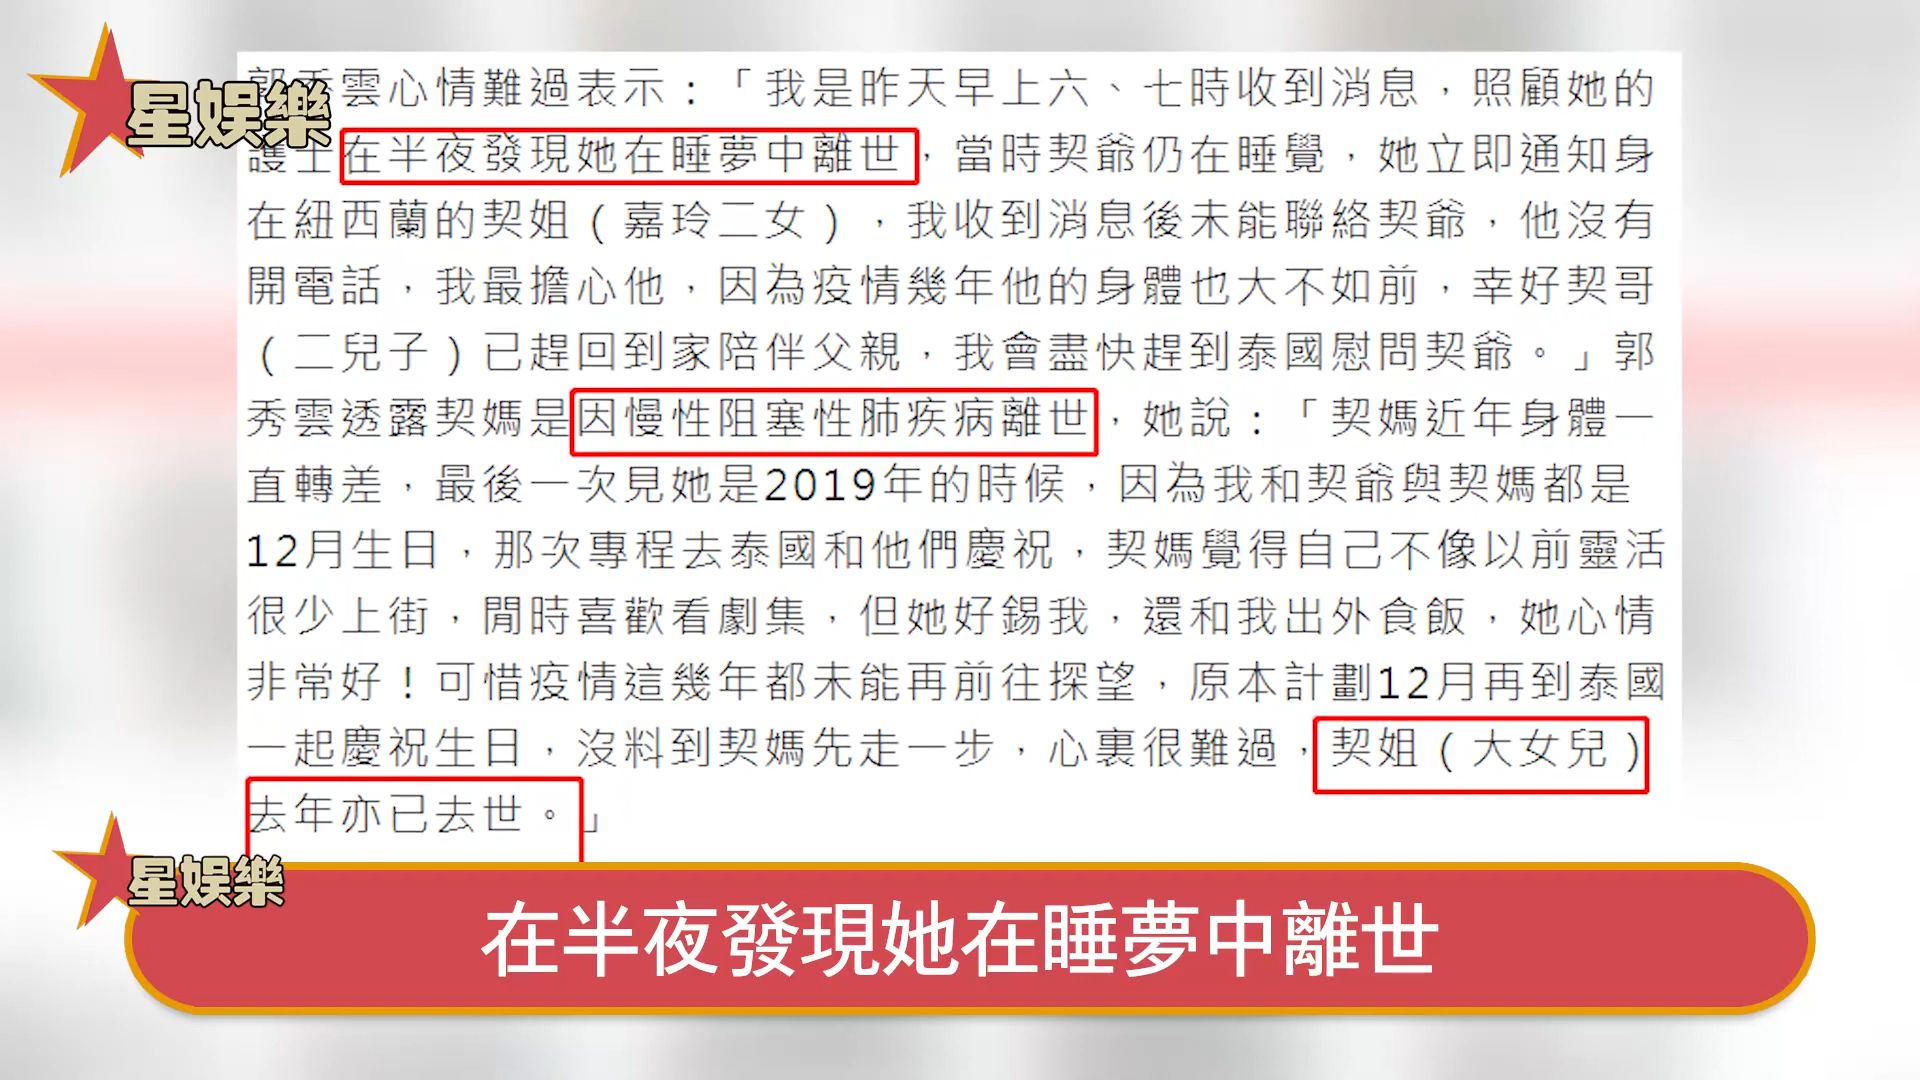 星娛樂
郭秀雲心情難過表示：「我是昨天早上六、七時收到消息，照顧她的
護士在半夜發現她在睡夢中離世，當時契爺仍在睡覺，她立即通知身
在紐西蘭的契姐（嘉玲二女），我收到消息後未能聯絡契爺，他沒有
開電話，我最擔心他，因為疫情幾年他的身體也大不如前，幸好契哥
（二兒子）已趕回到家陪伴父親，我會盡快趕到泰國慰問契爺。」郭
秀雲透露契媽是因慢性阻塞性肺疾病離世，她說：「契媽近年身體一
直轉差，最後一次見她是2019年的時候，因為我和契爺與契媽都是
12月生日，那次專程去泰國和他們慶祝，契媽覺得自己不像以前靈活
很少上街，閒時喜歡看劇集，但她好錫我，還和我出外食飯，她心情
非常好！可惜疫情這幾年都未能再前往探望，原本計劃12月再到泰國
一起慶祝生日，沒料到契媽先走一步，心裏很難過，契姐（大女兒）
去年亦已去世。」
星娛樂
在半夜發現她在睡夢中離世